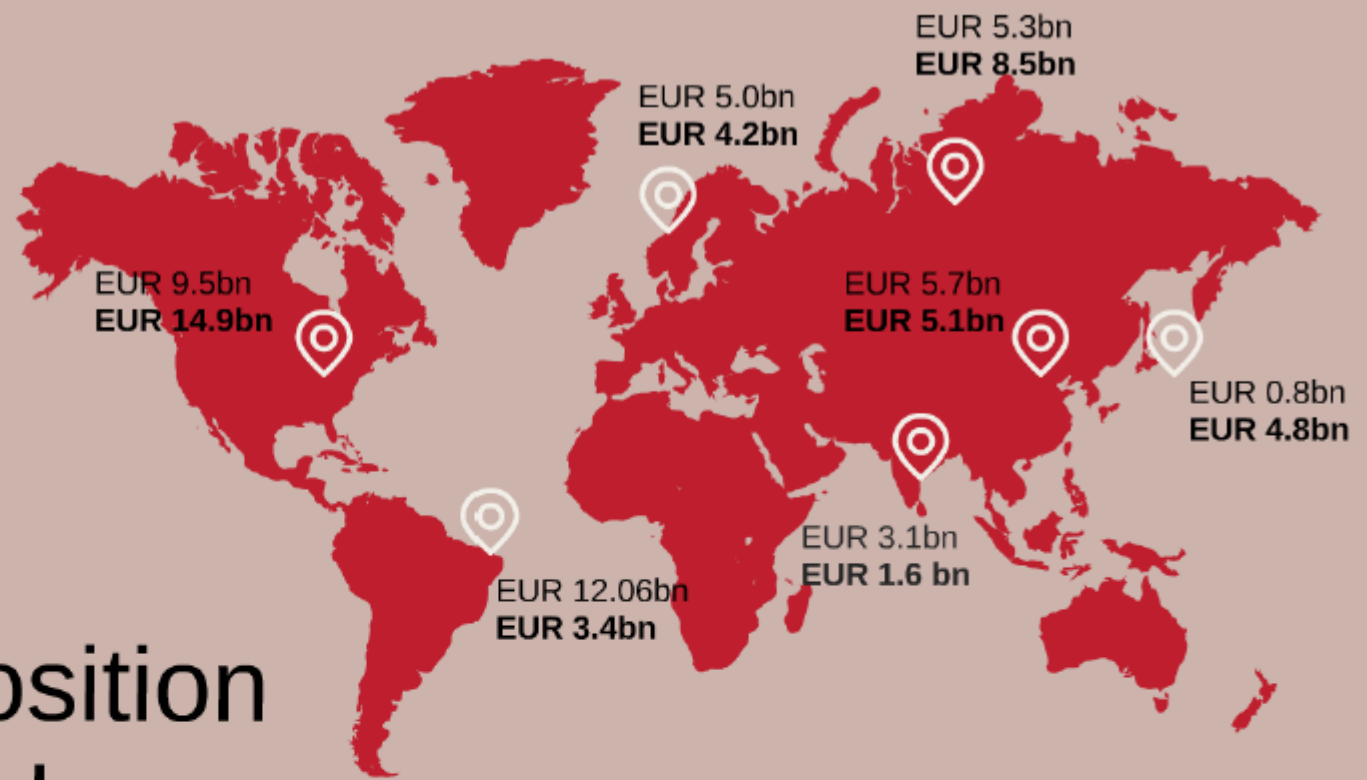 EUR 5.3bn
EUR 8.5bn
EUR 5.0bn
EUR 4.2bn
EUR 9.5bn
EUR 14.9bn
EUR 5.7bn
EUR 5.1bn
EUR 0.8bn
EUR 4.8bn
EUR 3.1bn
EUR 1.6 bn
EUR 12.06bn
EUR 3.4bn
osition